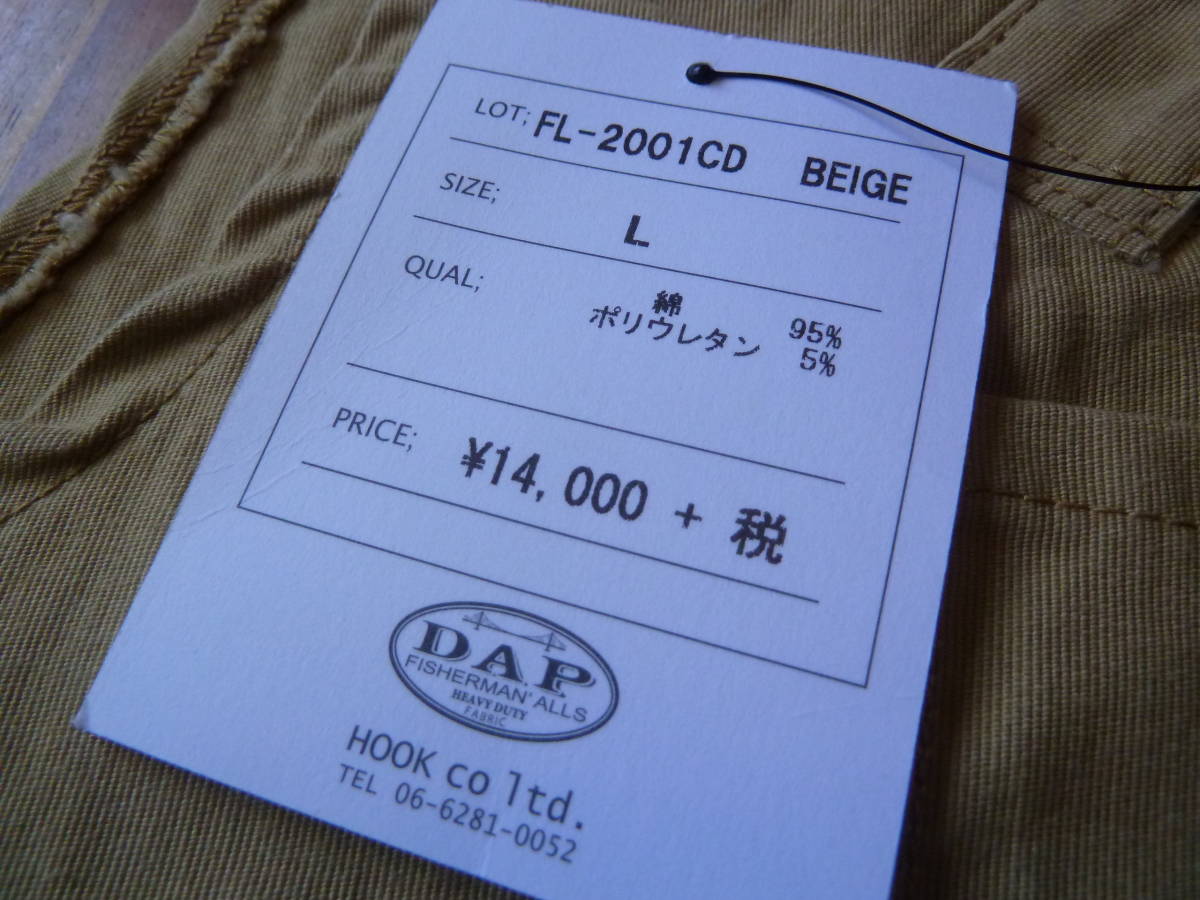 LOT; FL-2001CD BEIGE
SIZE; L
QUAL; 綿 95%
ポリウレタン 5%
PRICE; ¥14,000 + 税
D.A.P
FISHERMAN' ALLS
HEAVY DUTY
FABRIC
HOOK co ltd.
TEL 06-6281-0052